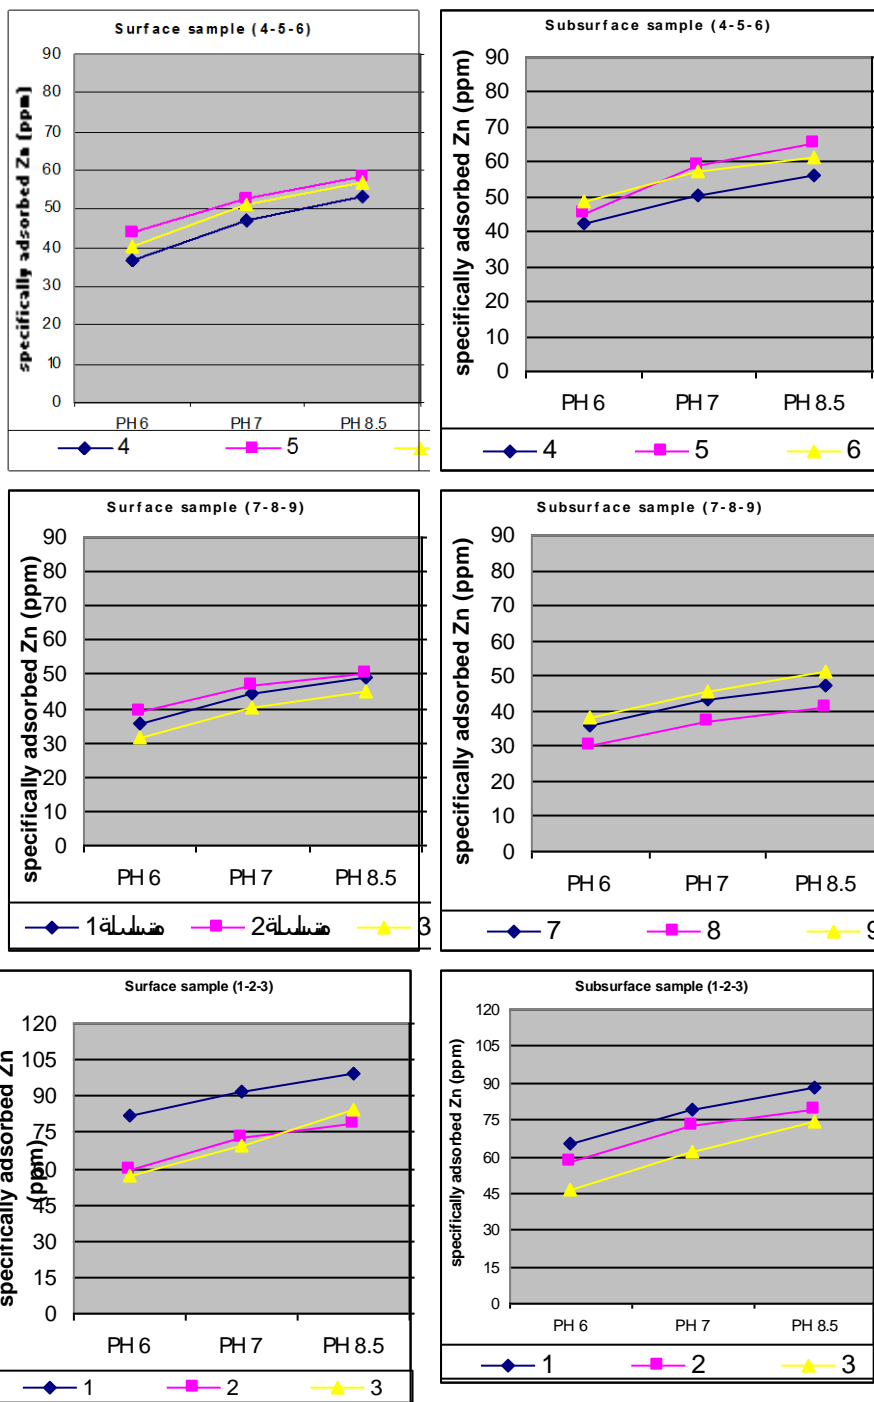 Surface sample (4-5-6)
specifically adsorbed Zn (ppm)
90
80
70
60
50
40
30
20
10
0
PH 6 PH 7 PH 8.5
4 5
Subsurface sample (4-5-6)
specifically adsorbed Zn (ppm)
90
80
70
60
50
40
30
20
10
0
PH 6 PH 7 PH 8.5
4 5 6
Surface sample (7-8-9)
specifically adsorbed Zn (ppm)
90
80
70
60
50
40
30
20
10
0
PH 6 PH 7 PH 8.5
متسلسلة1 متسلسلة2 3
Subsurface sample (7-8-9)
specifically adsorbed Zn (ppm)
90
80
70
60
50
40
30
20
10
0
PH 6 PH 7 PH 8.5
7 8 9
Surface sample (1-2-3)
specifically adsorbed Zn
(ppm)
120
105
90
75
60
45
30
15
0
PH 6 PH 7 PH 8.5
1 2 3
Subsurface sample (1-2-3)
specifically adsorbed Zn (ppm)
120
105
90
75
60
45
30
15
0
PH 6 PH 7 PH 8.5
1 2 3